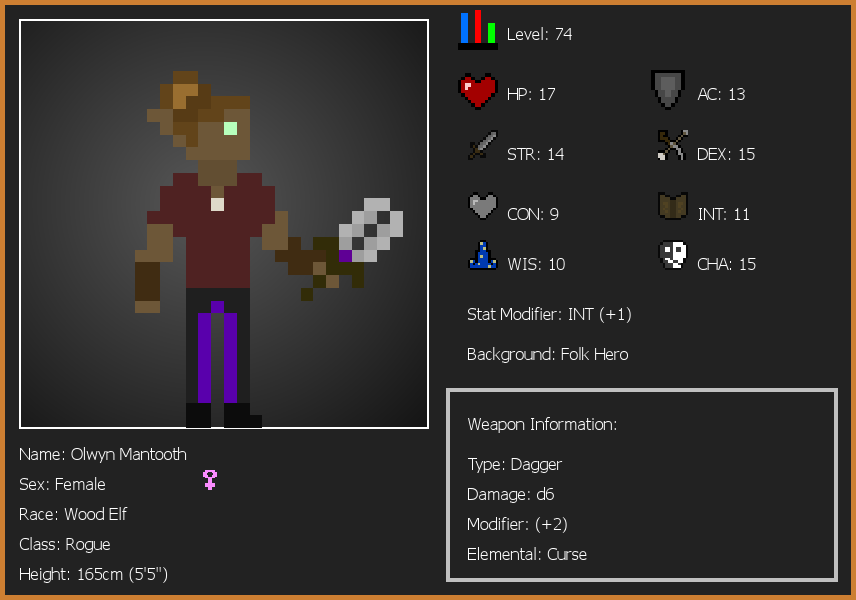 Level: 74
HP: 17
AC: 13
STR: 14
DEX: 15
CON: 9
INT: 11
WIS: 10
CHA: 15
Stat Modifier: INT (+1)
Background: Folk Hero
Weapon Information:
Type: Dagger
Damage: d6
Modifier: (+2)
Elemental: Curse
Name: Olwyn Mantooth
Sex: Female
Race: Wood Elf
Class: Rogue
Height: 165cm (5'5")